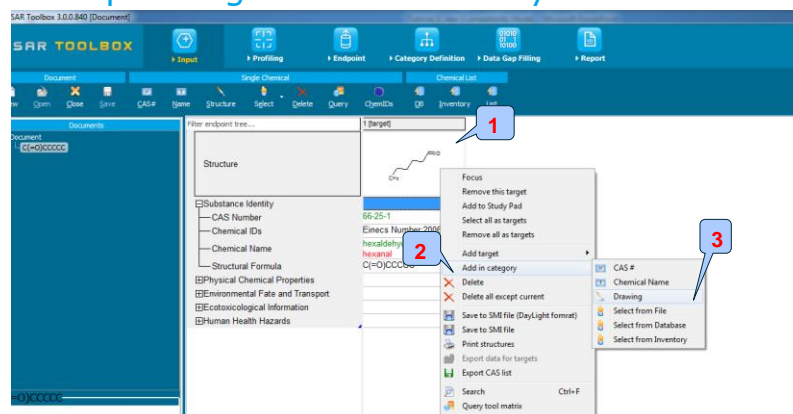 SAR Toolbox 3.0.0.840 [Document]
SAR TOOLBOX
Input
Profiling
Endpoint
Category Definition
Data Gap Filling
Report
01010
01 1
10100
Document
Single Chemical
Chemical List
Open
Close
Save
CAS#
Name
Structure
Select
Delete
Query
ChemIDs
DB
Inventory
List
Documents
Document
C(=O)CCCCC
Filter endpoint tree...
1 [target]
1
Structure
Substance Identity
CAS Number
66-25-1
Chemical IDs
Einecs Number 2006
Chemical Name
hexanal
Structural Formula
C(=O)CCCCC
Physical Chemical Properties
Environmental Fate and Transport
Ecotoxicological Information
Human Health Hazards
Focus
Remove this target
Add to Study Pad
Select all as targets
Remove all as targets
Add target
2
Add in category
Delete
Delete all except current
Save to SMI file (DayLight fomrat)
Save to SMI file
Print structures
Export data for targets
Export CAS list
Search Ctrl+F
Query tool matrix
3
CAS #
Chemical Name
Drawing
Select from File
Select from Database
Select from Inventory
=O)CCCCC